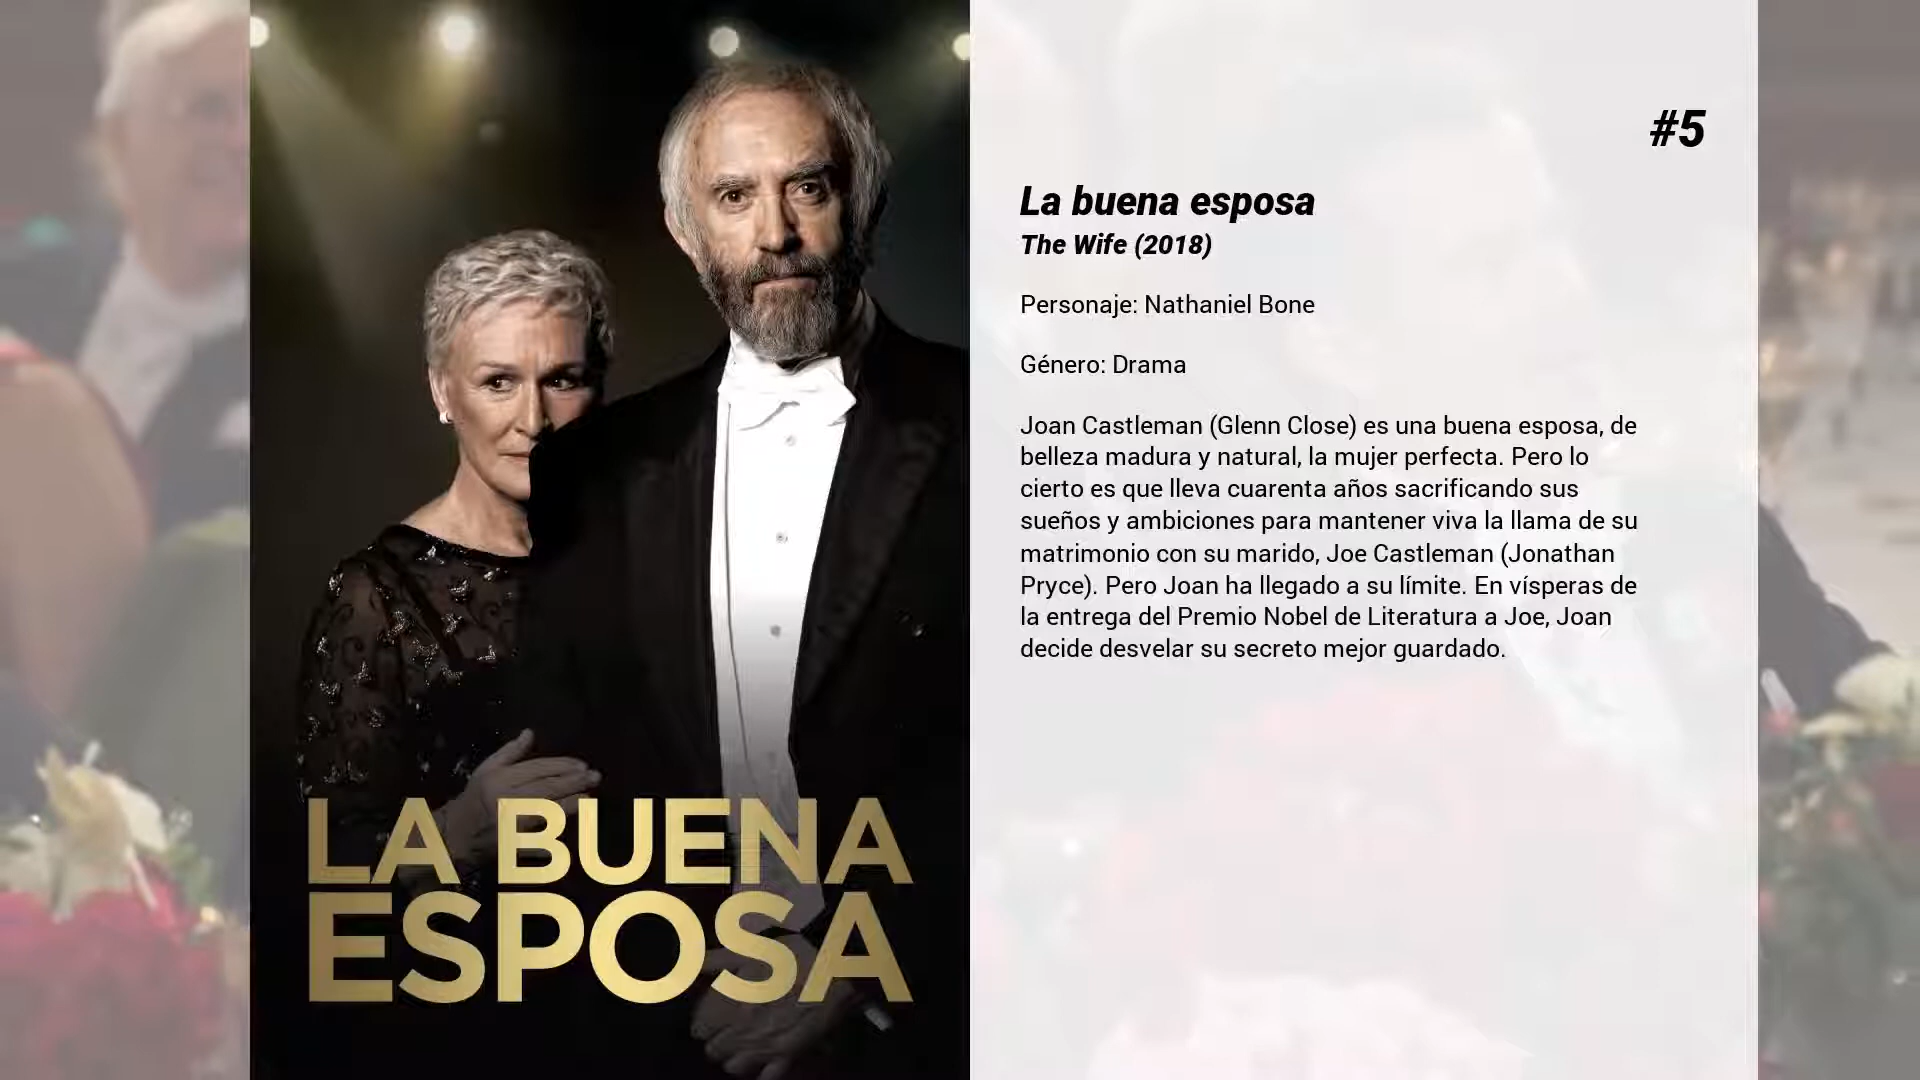 LA BUENA
ESPOSA
#5
La buena esposa
The Wife (2018)
Personaje: Nathaniel Bone
Género: Drama
Joan Castleman (Glenn Close) es una buena esposa, de
belleza madura y natural, la mujer perfecta. Pero lo
cierto es que lleva cuarenta años sacrificando sus
sueños y ambiciones para mantener viva la llama de su
matrimonio con su marido, Joe Castleman (Jonathan
Pryce). Pero Joan ha llegado a su límite. En vísperas de
la entrega del Premio Nobel de Literatura a Joe, Joan
decide desvelar su secreto mejor guardado.